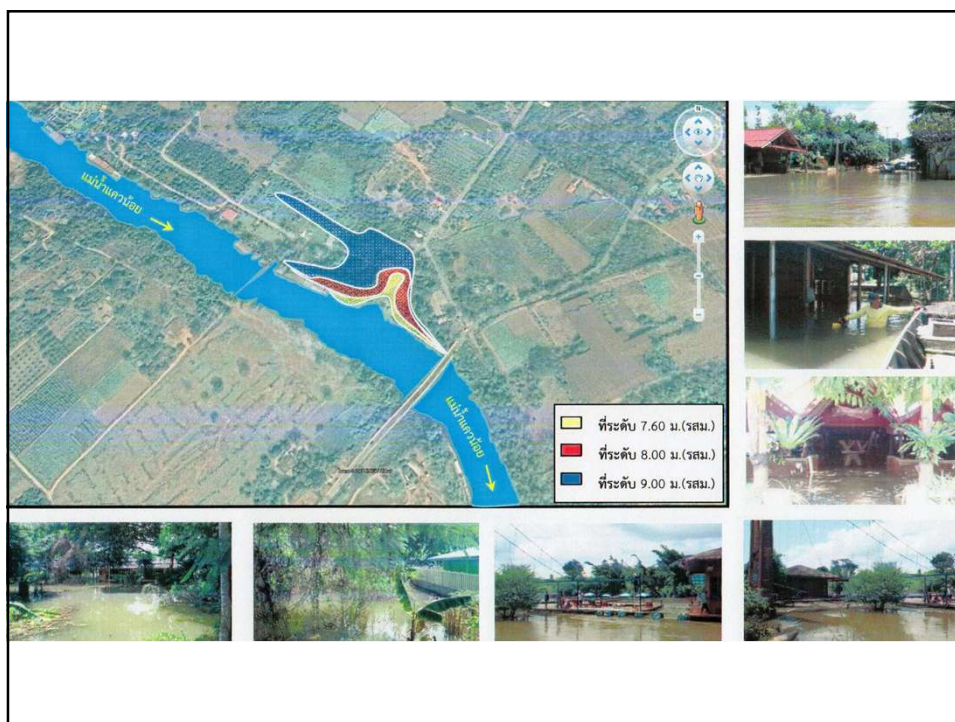 N
แม่น้ำแควน้อย
แม่น้ำแควน้อย
ที่ระดับ 7.60 ม.(รสม.)
ที่ระดับ 8.00 ม.(รสม.)
ที่ระดับ 9.00 ม.(รสม.)